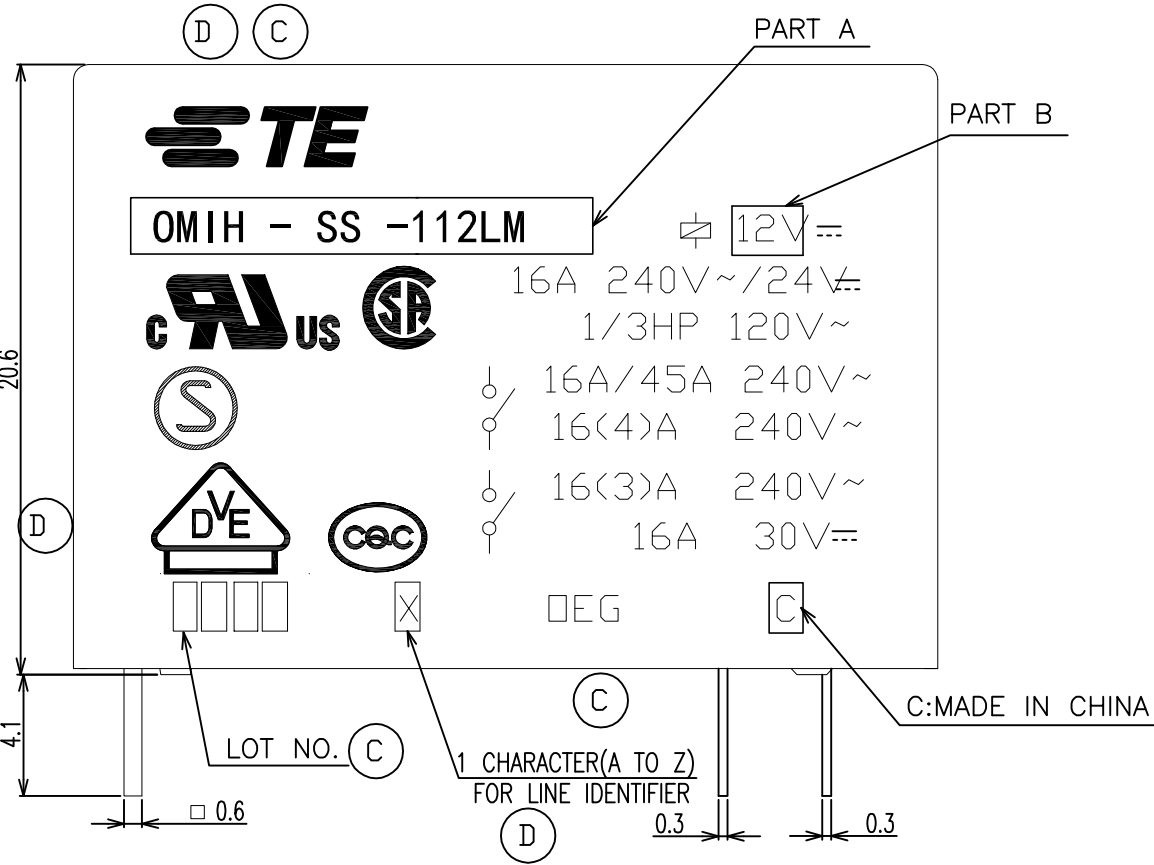 D C
PART A
PART B
TE
OMIH - SS -112LM
12V
16A 240V~/24V
C US
1/3HP 120V~
S
16A/45A 240V~
16(4)A 240V~
20.6
D
VDE
CQC
16(3)A 240V~
16A 30V
X
□EG
C
C
C:MADE IN CHINA
4.1
LOT NO. C
1 CHARACTER(A TO Z)
FOR LINE IDENTIFIER
D
□ 0.6
0.3
0.3